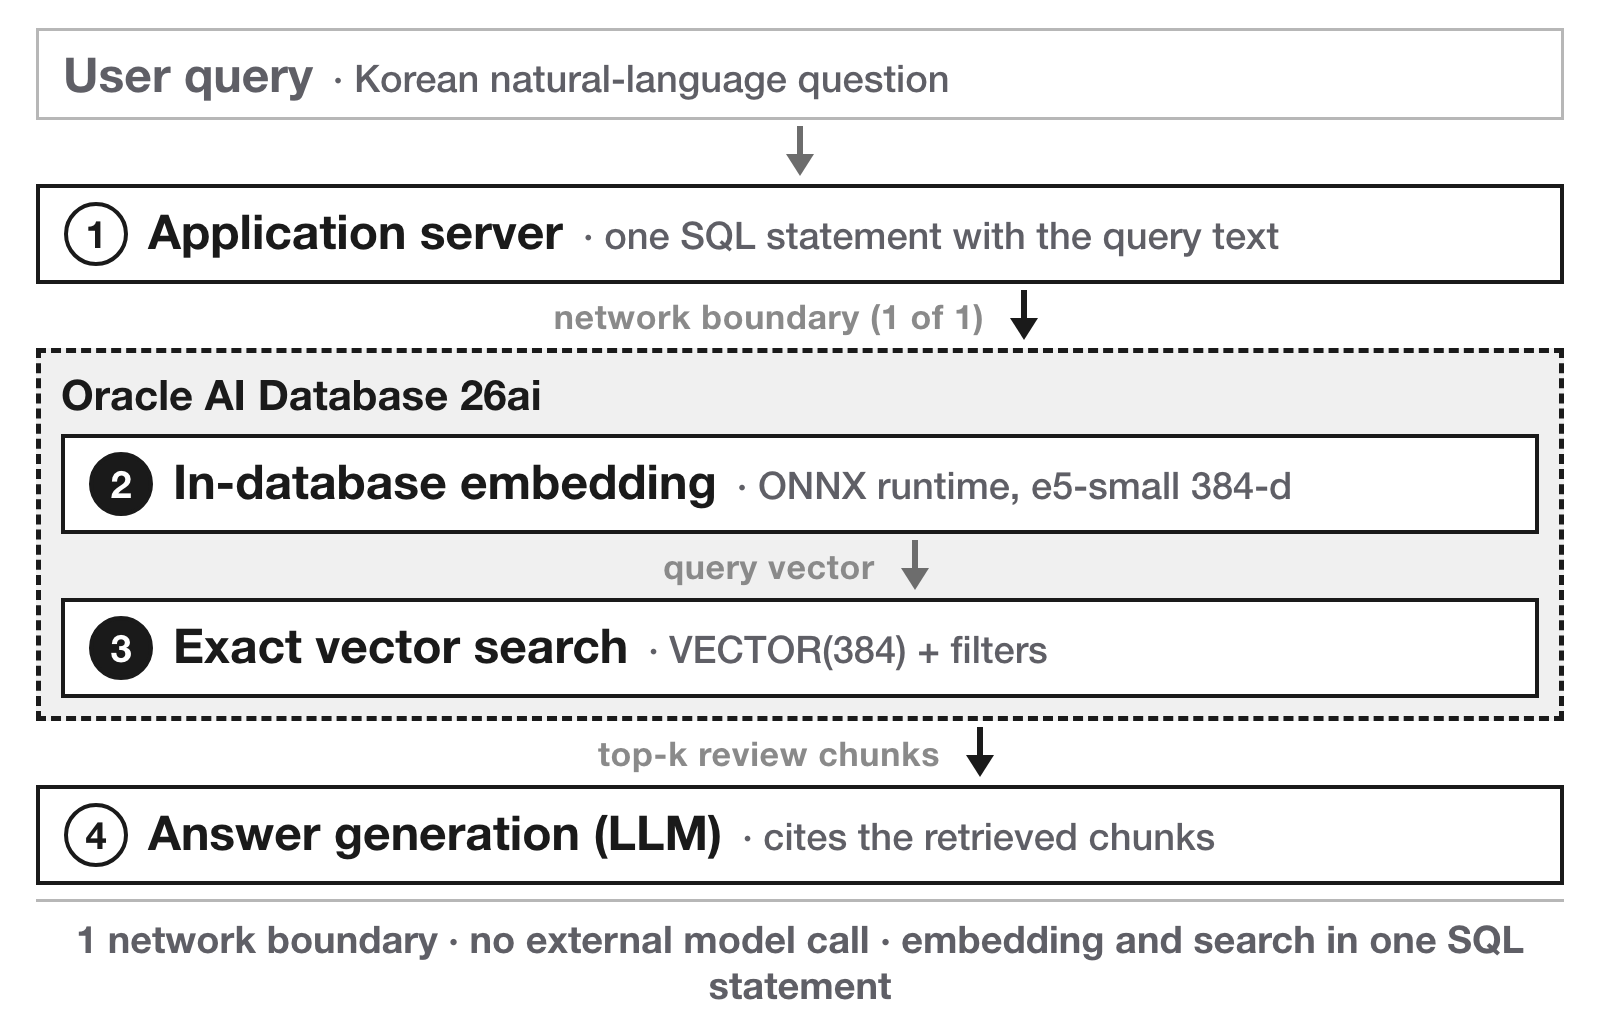 User query · Korean natural-language question
1 Application server · one SQL statement with the query text
network boundary (1 of 1)
Oracle AI Database 26ai
2 In-database embedding · ONNX runtime, e5-small 384-d
query vector
3 Exact vector search · VECTOR(384) + filters
top-k review chunks
4 Answer generation (LLM) · cites the retrieved chunks
1 network boundary · no external model call · embedding and search in one SQL
statement